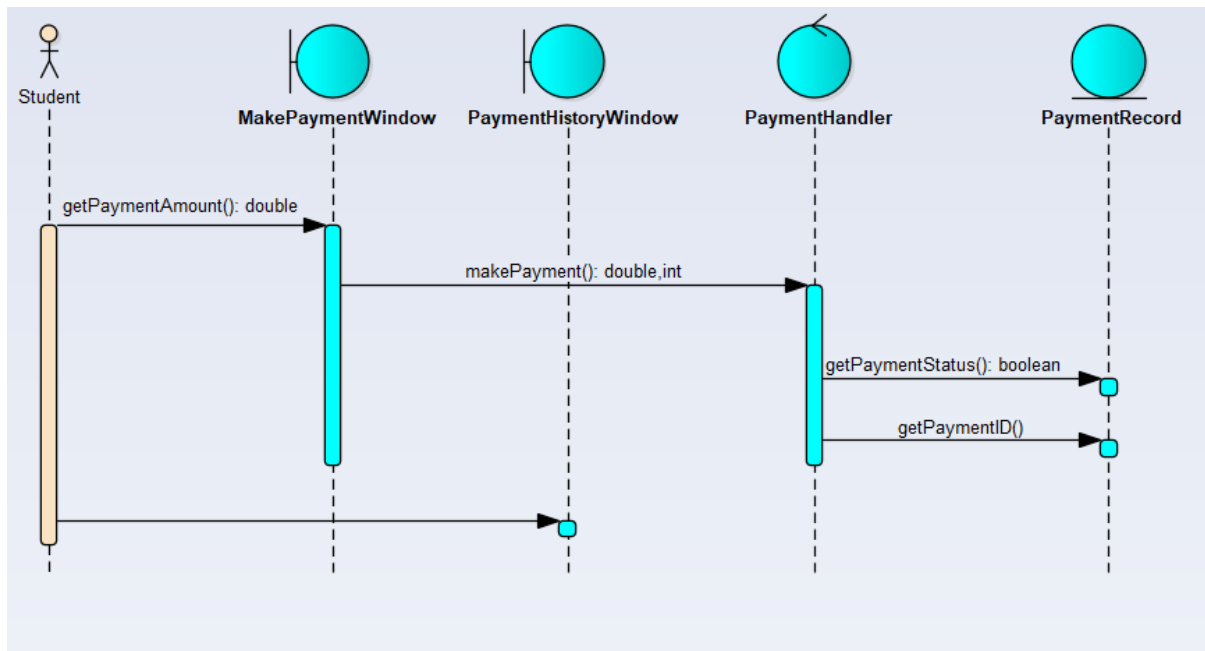 Student
MakePaymentWindow
PaymentHistoryWindow
PaymentHandler
PaymentRecord
getPaymentAmount(): double
makePayment(): double,int
getPaymentStatus(): boolean
getPaymentID()